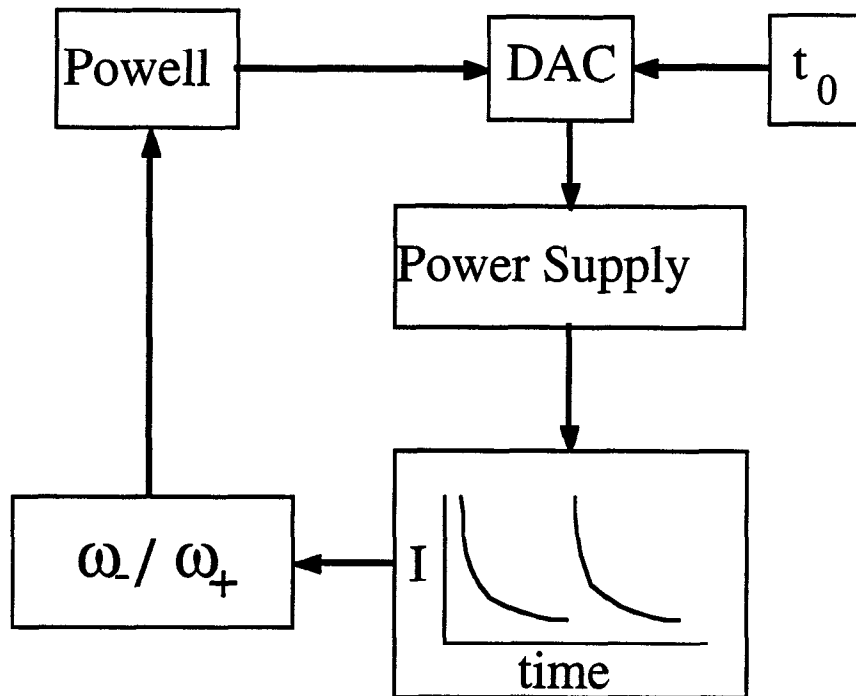 Powell
DAC
t₀
Power Supply
ω₋ / ω₊
I
time